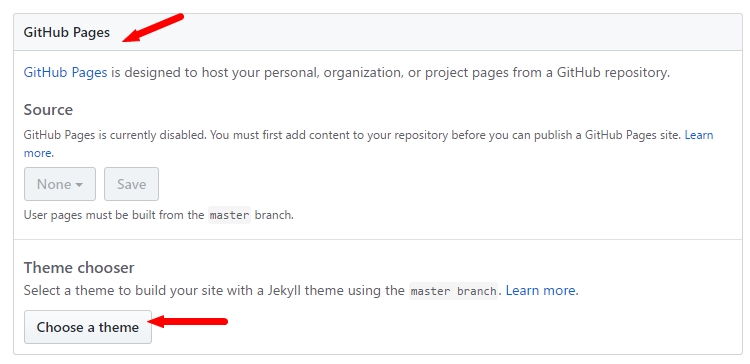 GitHub Pages
GitHub Pages is designed to host your personal, organization, or project pages from a GitHub repository.
Source
GitHub Pages is currently disabled. You must first add content to your repository before you can publish a GitHub Pages site. Learn
more.
None Save
User pages must be built from the master branch.
Theme chooser
Select a theme to build your site with a Jekyll theme using the master branch. Learn more.
Choose a theme